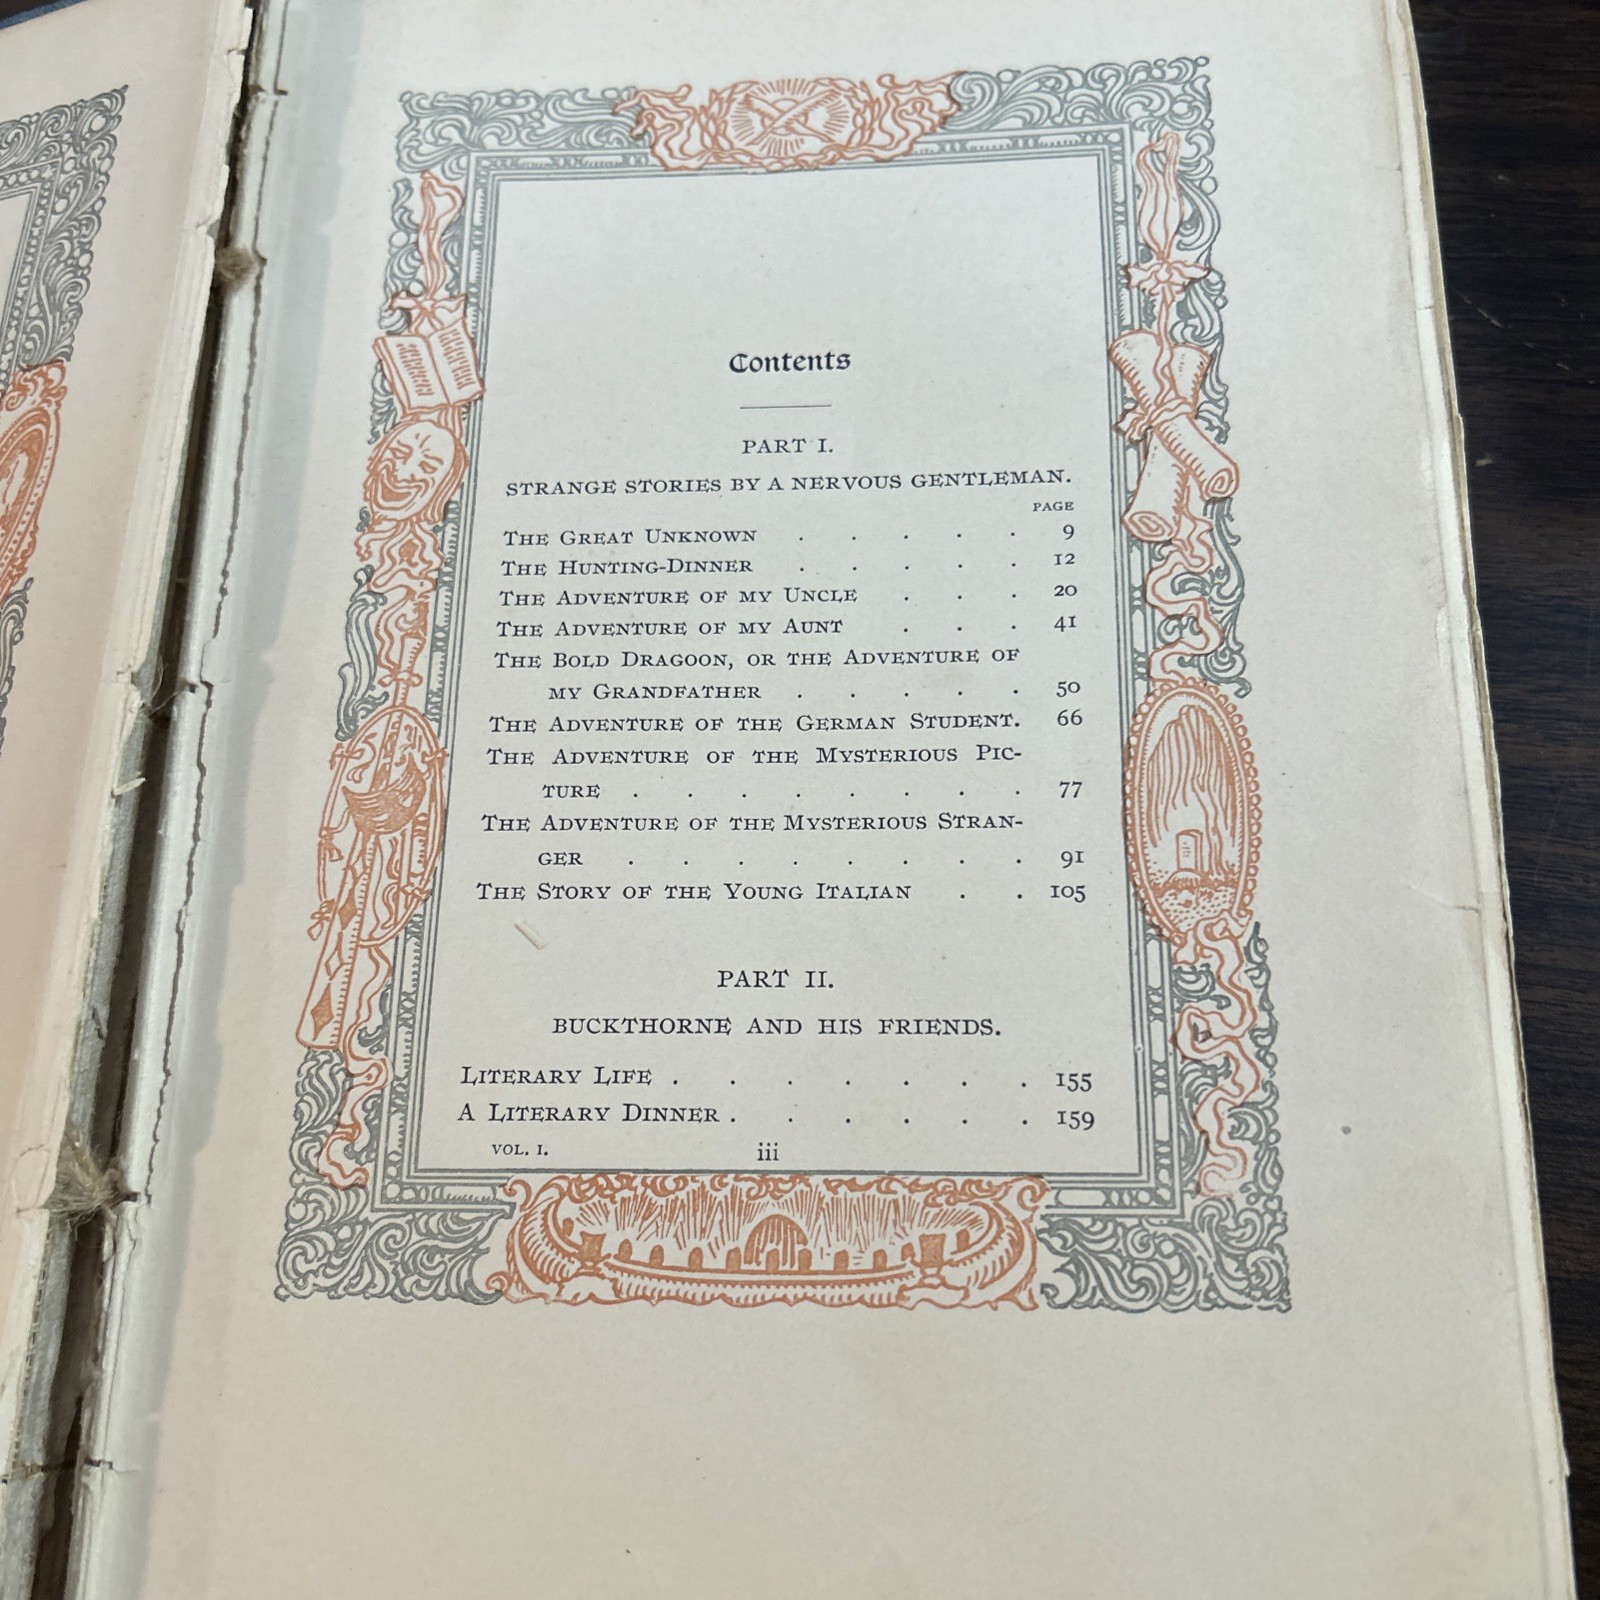 Contents
PART I.
STRANGE STORIES BY A NERVOUS GENTLEMAN.
PAGE
THE GREAT UNKNOWN . . . . . 9
THE HUNTING-DINNER . . . . . 12
THE ADVENTURE OF MY UNCLE . . . 20
THE ADVENTURE OF MY AUNT . . . 41
THE BOLD DRAGOON, OR THE ADVENTURE OF
MY GRANDFATHER . . . . . 50
THE ADVENTURE OF THE GERMAN STUDENT. 66
THE ADVENTURE OF THE MYSTERIOUS PIC-
TURE . . . . . . . . 77
THE ADVENTURE OF THE MYSTERIOUS STRAN-
GER . . . . . . . . 91
THE STORY OF THE YOUNG ITALIAN . . 105
PART II.
BUCKTHORNE AND HIS FRIENDS.
LITERARY LIFE . . . . . . . 155
A LITERARY DINNER . . . . . . 159
VOL. I. iii